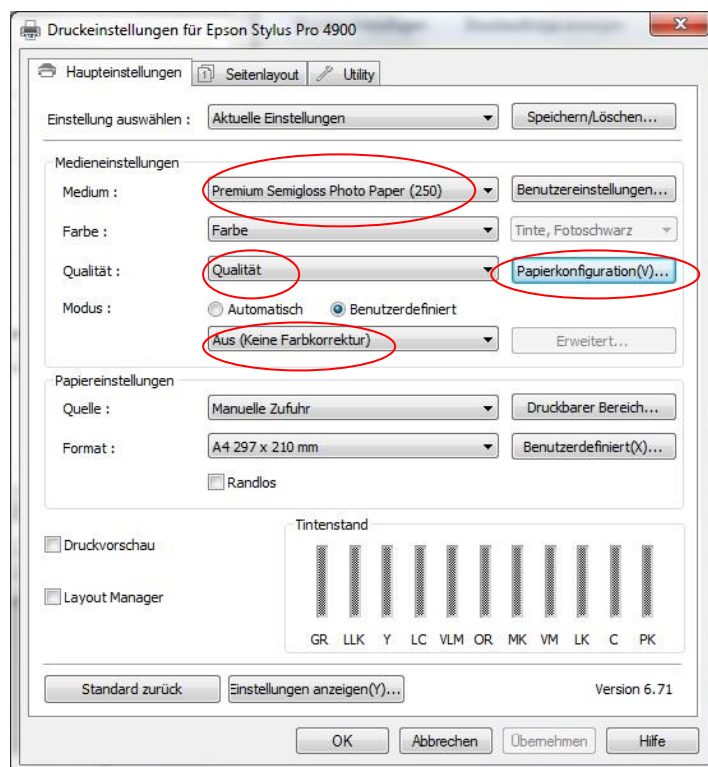 Druckeinstellungen für Epson Stylus Pro 4900
Haupteinstellungen Seitenlayout Utility
Einstellung auswählen : Aktuelle Einstellungen Speichern/Löschen...
Medieneinstellungen
Medium : Premium Semigloss Photo Paper (250) Benutzereinstellungen...
Farbe : Farbe Tinte, Fotoschwarz
Qualität : Qualität Papierkonfiguration(V)...
Modus : Automatisch Benutzerdefiniert
Aus (Keine Farbkorrektur) Erweitert...
Papiereinstellungen
Quelle : Manuelle Zufuhr Druckbarer Bereich...
Format : A4 297 x 210 mm Benutzerdefiniert(X)...
Randlos
Tintenstand
Druckvorschau
Layout Manager
GR LLK Y LC VLM OR MK VM LK C PK
Standard zurück Einstellungen anzeigen(Y)... Version 6.71
OK Abbrechen Übernehmen Hilfe